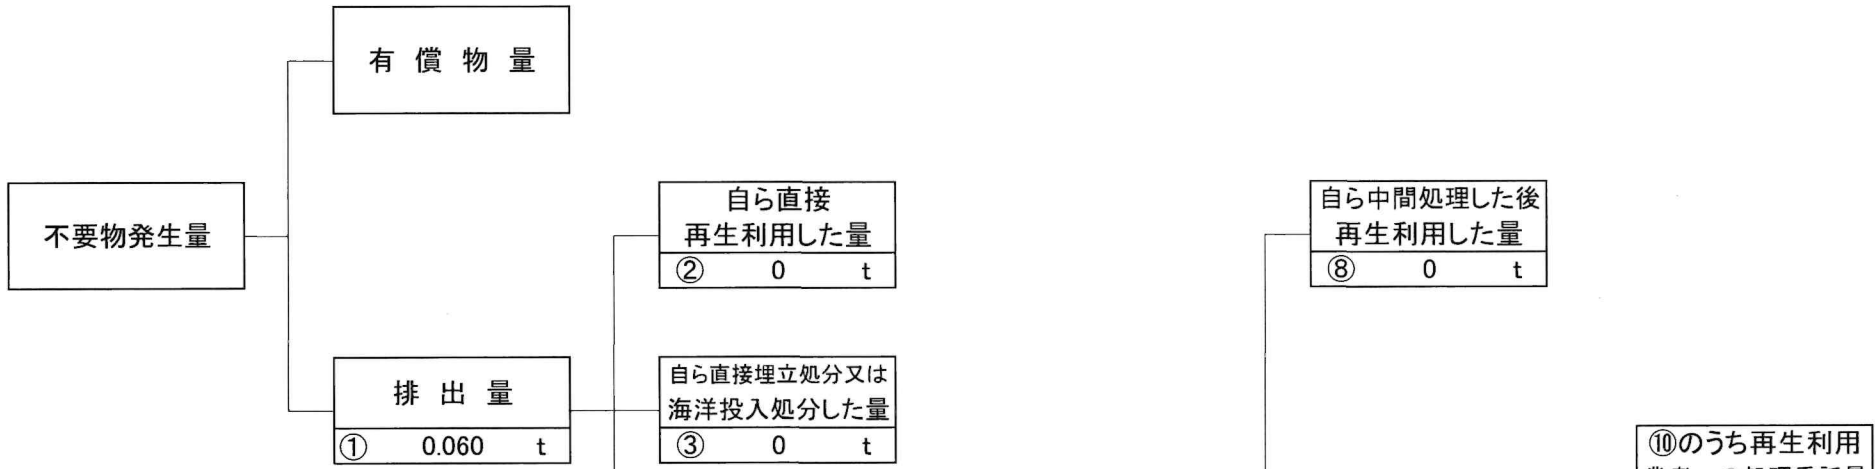 有償物量
不要物発生量
自ら直接
再生利用した量
② 0 t
自ら中間処理した後
再生利用した量
⑧ 0 t
排出量
① 0.060 t
自ら直接埋立処分又は
海洋投入処分した量
③ 0 t
⑩のうち再生利用